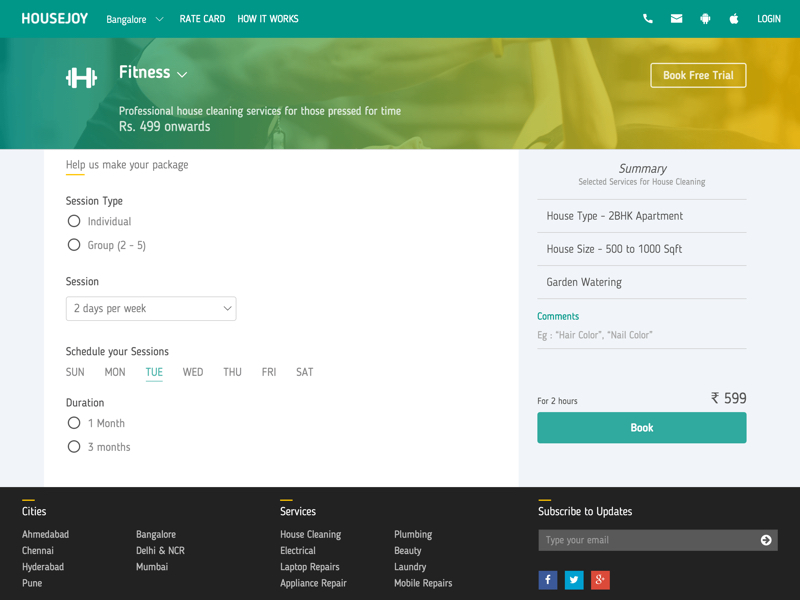 HOUSEJOY Bangalore RATE CARD HOW IT WORKS LOGIN
Fitness
Book Free Trial
Professional house cleaning services for those pressed for time
Rs. 499 onwards
Help us make your package
Session Type
Individual
Group (2 - 5)
Session
2 days per week
Schedule your Sessions
SUN MON TUE WED THU FRI SAT
Duration
1 Month
3 months
Summary
Selected Services for House Cleaning
House Type - 2BHK Apartment
House Size - 500 to 1000 Sqft
Garden Watering
Comments
Eg : "Hair Color", "Nail Color"
For 2 hours ₹ 599
Book
Cities
Ahmedabad
Chennai
Hyderabad
Pune
Bangalore
Delhi & NCR
Mumbai
Services
House Cleaning
Electrical
Laptop Repairs
Appliance Repair
Plumbing
Beauty
Laundry
Mobile Repairs
Subscribe to Updates
Type your email